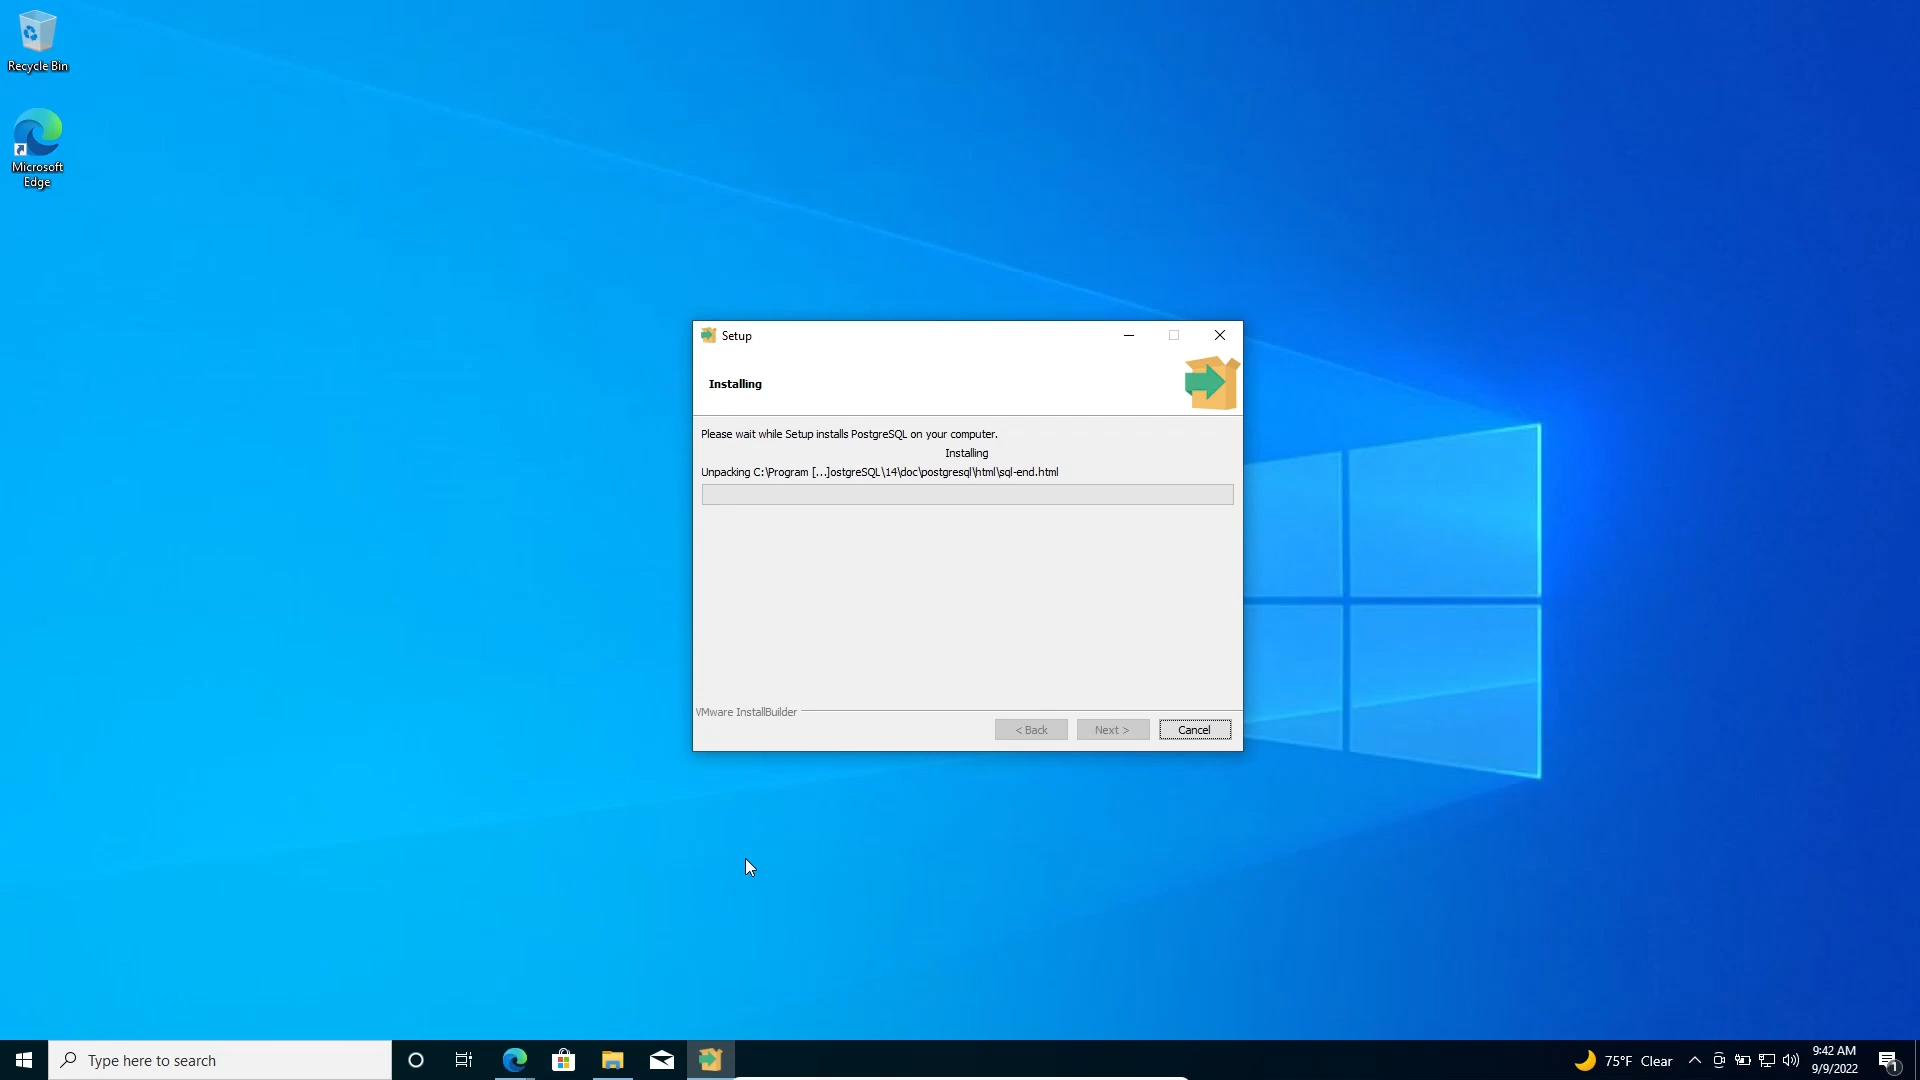 Recycle Bin
Microsoft
Edge
Setup
Installing
Please wait while Setup installs PostgreSQL on your computer.
Installing
Unpacking C:\Program [...]ostgreSQL\14\doc\postgresql\html\sql-end.html
VMware InstallBuilder
< Back
Next >
Cancel
Type here to search
75°F Clear
9:42 AM
9/9/2022
1